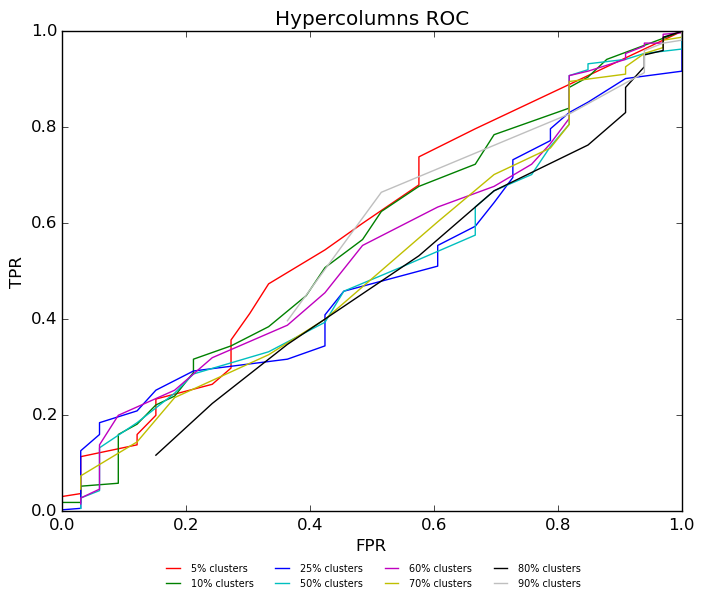 Hypercolumns ROC
1.0
0.8
0.6
0.4
0.2
0.0
TPR
0.0 0.2 0.4 0.6 0.8 1.0
FPR
5% clusters 25% clusters 60% clusters 80% clusters
10% clusters 50% clusters 70% clusters 90% clusters